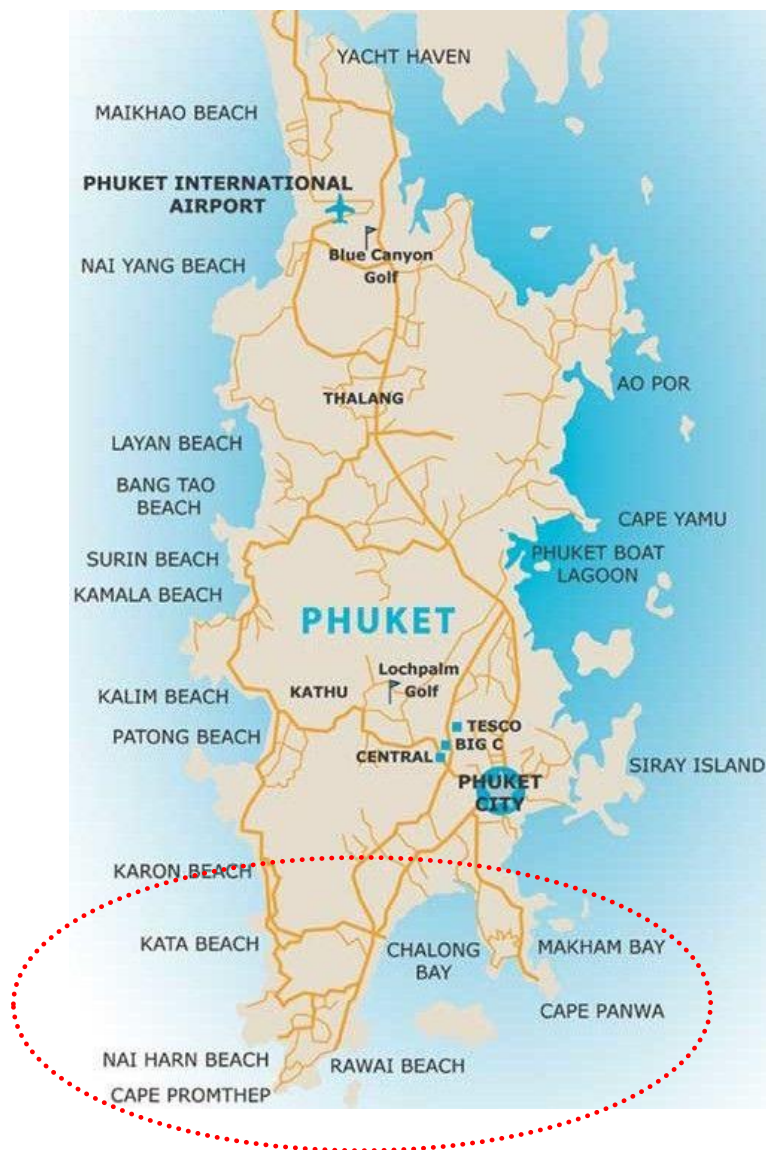 YACHT HAVEN
MAIKHAO BEACH
PHUKET INTERNATIONAL
AIRPORT
Blue Canyon
Golf
NAI YANG BEACH
THALANG
AO POR
LAYAN BEACH
BANG TAO
BEACH
CAPE YAMU
SURIN BEACH
PHUKET BOAT
LAGOON
KAMALA BEACH
PHUKET
Lochpalm
Golf
KATHU
KALIM BEACH
TESCO
PATONG BEACH
BIG C
CENTRAL
SIRAY ISLAND
PHUKET
CITY
KARON BEACH
KATA BEACH
CHALONG
BAY
MAKHAM BAY
CAPE PANWA
NAI HARN BEACH
RAWAI BEACH
CAPE PROMTHEP